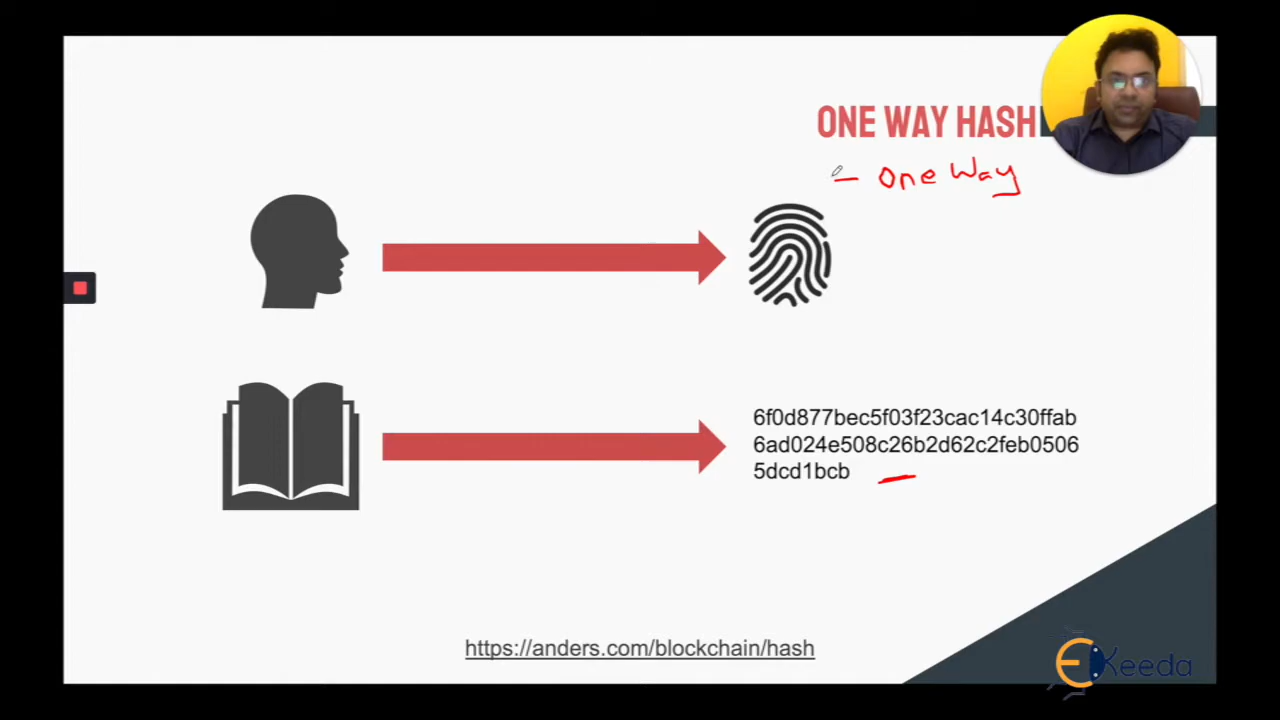 ONE WAY HASH
- One Way
6f0d877bec5f03f23cac14c30ffab
6ad024e508c26b2d62c2feb0506
5dcd1bcb
https://anders.com/blockchain/hash
EKeeda